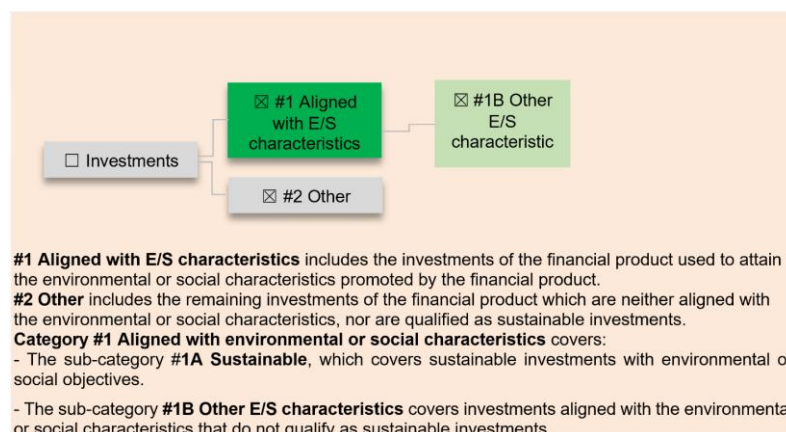 ☒ #1 Aligned
with E/S
characteristics
☒ #1B Other
E/S
characteristic
☐ Investments
☒ #2 Other
#1 Aligned with E/S characteristics includes the investments of the financial product used to attain
the environmental or social characteristics promoted by the financial product.
#2 Other includes the remaining investments of the financial product which are neither aligned with
the environmental or social characteristics, nor are qualified as sustainable investments.
Category #1 Aligned with environmental or social characteristics covers:
- The sub-category #1A Sustainable, which covers sustainable investments with environmental o
social objectives.
- The sub-category #1B Other E/S characteristics covers investments aligned with the environmenta
or social characteristics that do not qualify as sustainable investments.